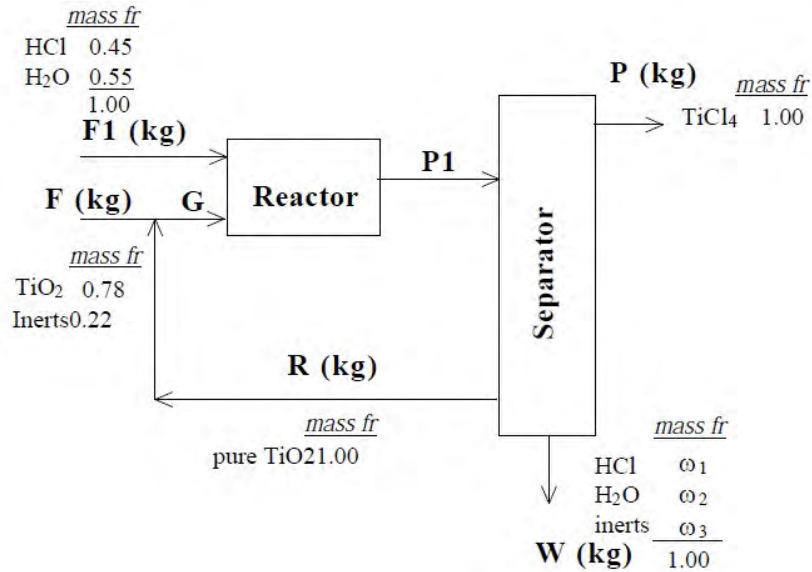 mass fr
HCl 0.45
H₂O 0.55
1.00
F1 (kg)
F (kg) G
Reactor
P1
Separator
P (kg)
mass fr
TiCl₄ 1.00
mass fr
TiO₂ 0.78
Inerts0.22
R (kg)
mass fr
pure TiO21.00
mass fr
HCl ω₁
H₂O ω₂
inerts ω₃
W (kg) 1.00